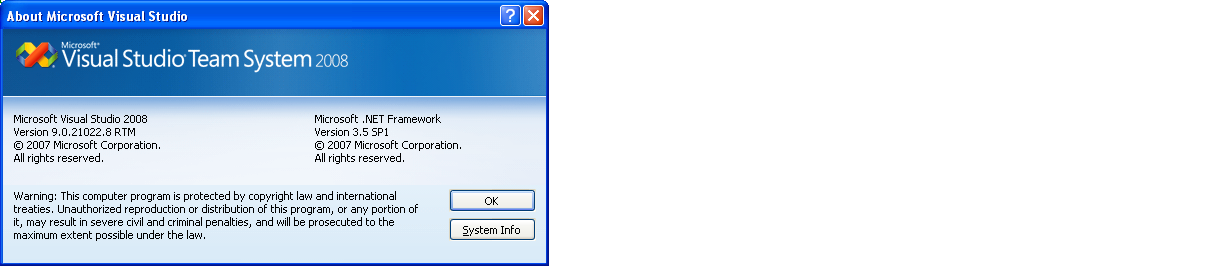 About Microsoft Visual Studio
Microsoft®
Visual Studio® Team System 2008
Microsoft Visual Studio 2008
Version 9.0.21022.8 RTM
© 2007 Microsoft Corporation.
All rights reserved.
Microsoft .NET Framework
Version 3.5 SP1
© 2007 Microsoft Corporation.
All rights reserved.
Warning: This computer program is protected by copyright law and international
treaties. Unauthorized reproduction or distribution of this program, or any portion of
it, may result in severe civil and criminal penalties, and will be prosecuted to the
maximum extent possible under the law.
OK
System Info